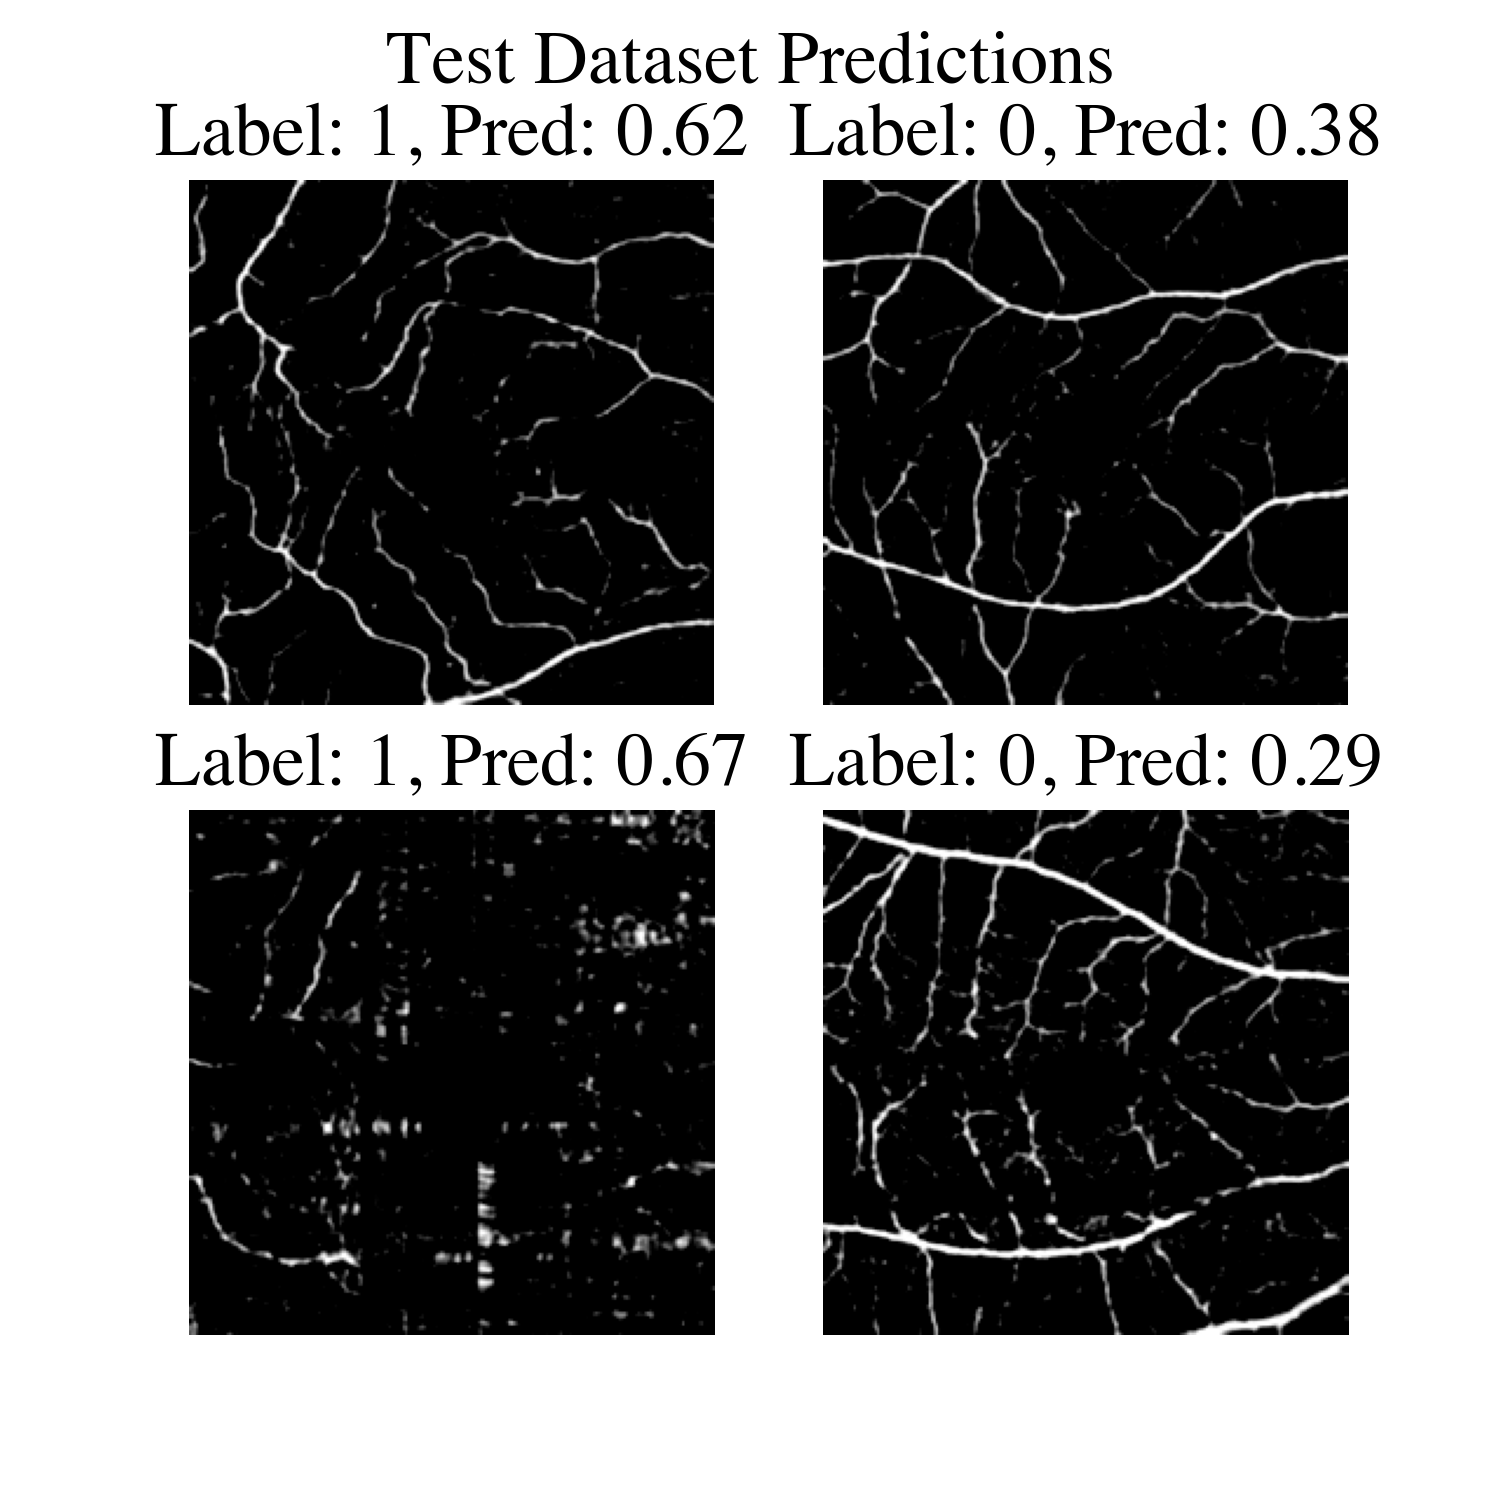 Test Dataset Predictions
Label: 1, Pred: 0.62
Label: 0, Pred: 0.38
Label: 1, Pred: 0.67
Label: 0, Pred: 0.29